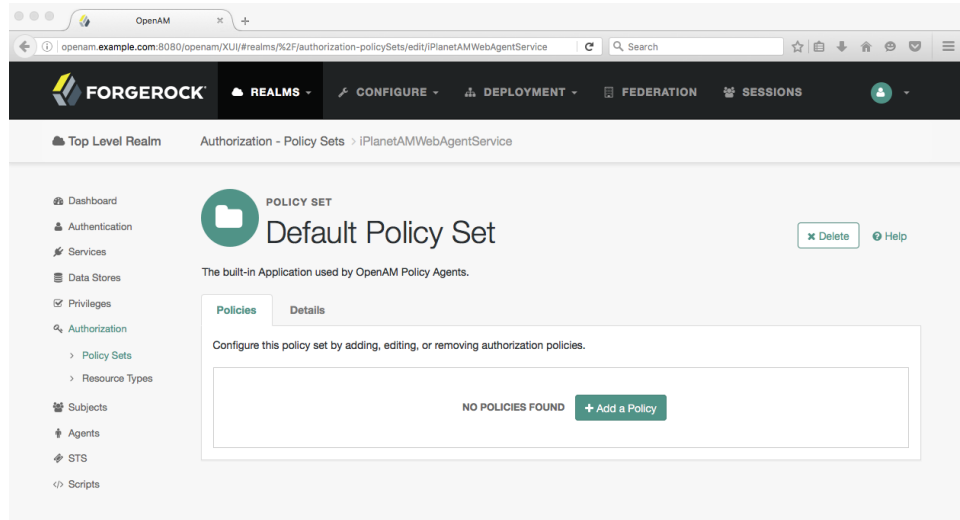 OpenAM
openam.example.com:8080/openam/XUI/#realms/%2F/authorization-policySets/edit/iPlanetAMWebAgentService
Search
FORGEROCK
REALMS
CONFIGURE
DEPLOYMENT
FEDERATION
SESSIONS
Top Level Realm
Authorization - Policy Sets > iPlanetAMWebAgentService
Dashboard
Authentication
Services
Data Stores
Privileges
Authorization
> Policy Sets
> Resource Types
Subjects
Agents
STS
</> Scripts
POLICY SET
Default Policy Set
Delete
Help
The built-in Application used by OpenAM Policy Agents.
Policies
Details
Configure this policy set by adding, editing, or removing authorization policies.
NO POLICIES FOUND
+ Add a Policy